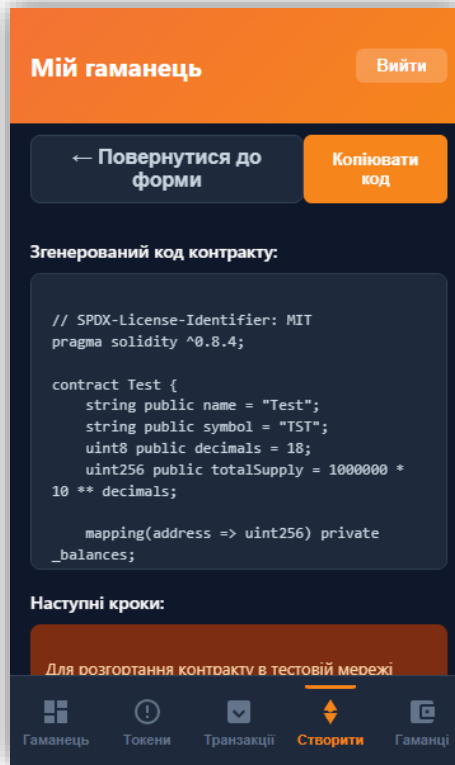 Мій гаманець
Вийти
← Повернутися до
форми
Копіювати
код
Згенерований код контракту:
// SPDX-License-Identifier: MIT
pragma solidity ^0.8.4;
contract Test {
string public name = "Test";
string public symbol = "TST";
uint8 public decimals = 18;
uint256 public totalSupply = 1000000 *
10 ** decimals;
mapping(address => uint256) private
_balances;
Наступні кроки:
Для розгортання контракту в тестовій мережі
Гаманець
Токени
Транзакції
Створити
Гаманці